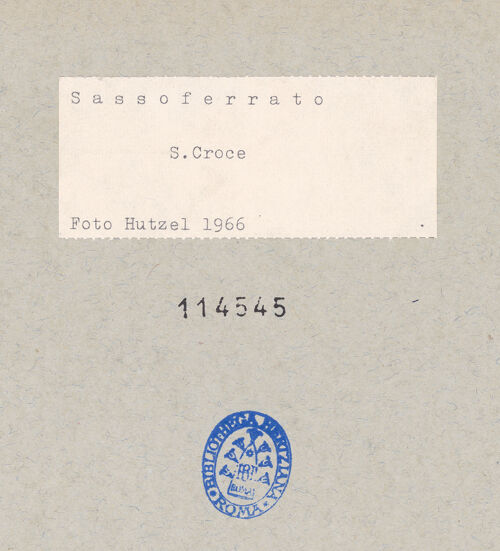 Sassoferrato
S.Croce
Foto Hutzel 1966
114545
BIBLIOTHECA HERTZIANA
ROMA